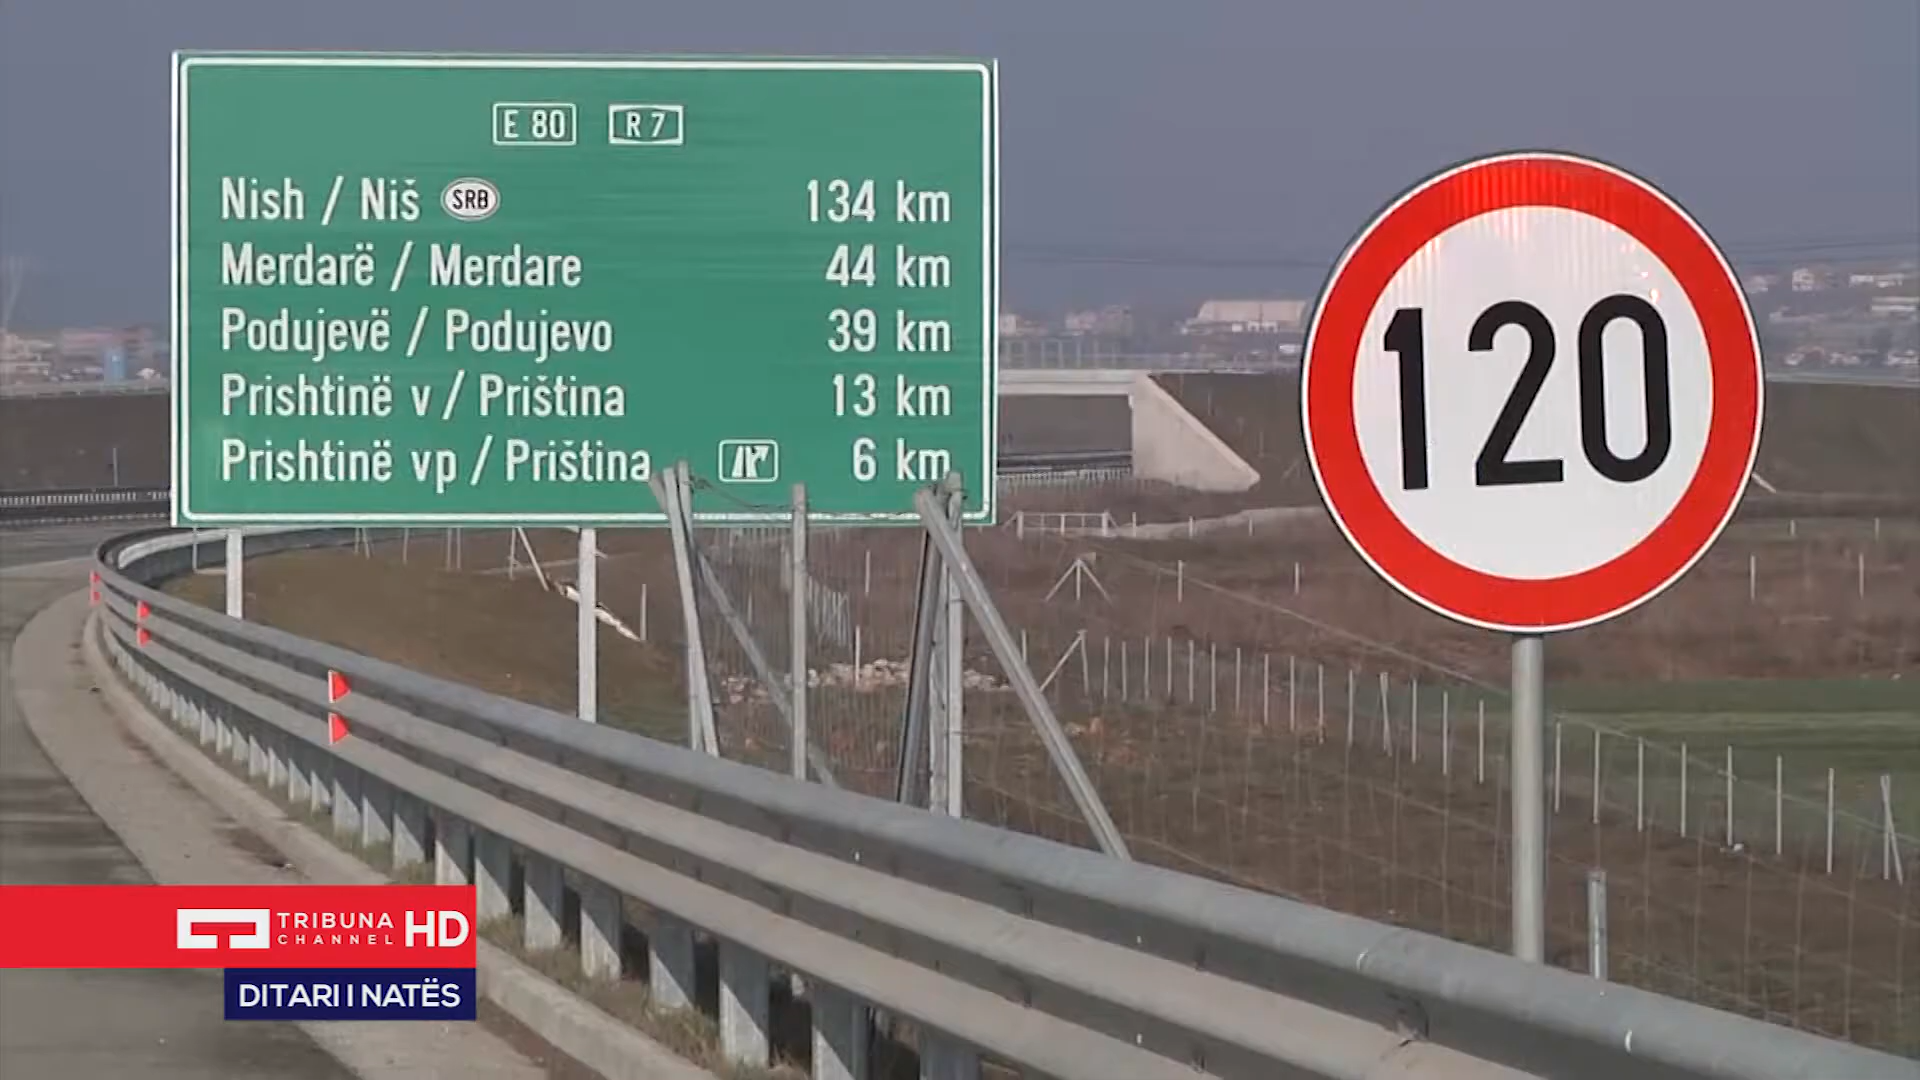 E 80 R 7
Nish / Niš SRB 134 km
Merdarë / Merdare 44 km
Podujevë / Podujevo 39 km
Prishtinë v / Priština 13 km
Prishtinë vp / Priština 6 km
120
TRIBUNA
CHANNEL HD
DITARI I NATËS